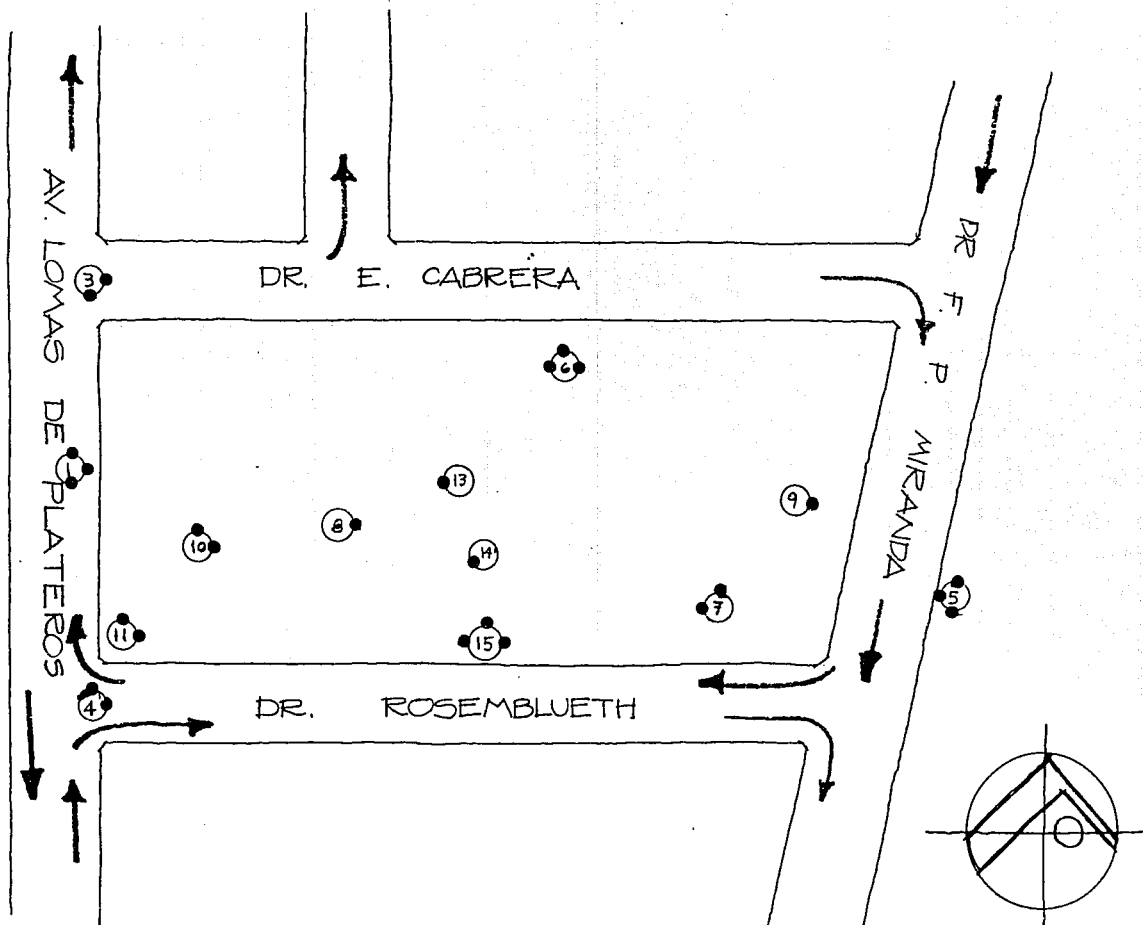 AV. LOMAS DE PLATEROS
DR. E. CABRERA
DR F. P. MIRANDA
3
6
1
13
9
8
10
14
5
7
11
15
4
DR. ROSEMBLUETH
O